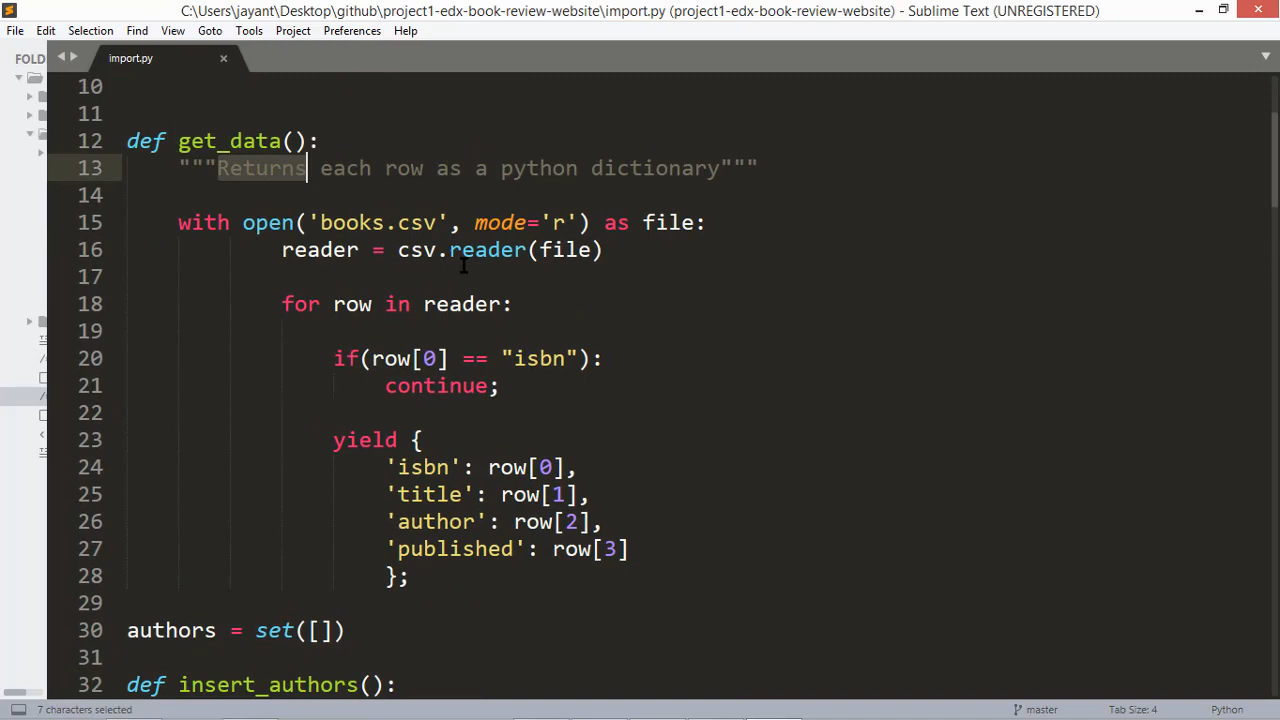 C:\Users\jayant\Desktop\github\project1-edx-book-review-website\import.py (project1-edx-book-review-website) - Sublime Text (UNREGISTERED)
File Edit Selection Find View Goto Tools Project Preferences Help
FOLD
import.py
10
11
12 def get_data():
13 """Returns each row as a python dictionary"""
14
15 with open('books.csv', mode='r') as file:
16 reader = csv.reader(file)
17
18 for row in reader:
19
20 if(row[0] == "isbn"):
21 continue;
22
23 yield {
24 'isbn': row[0],
25 'title': row[1],
26 'author': row[2],
27 'published': row[3]
28 };
29
30 authors = set([])
31
32 def insert_authors():
7 characters selected
master Tab Size: 4 Python